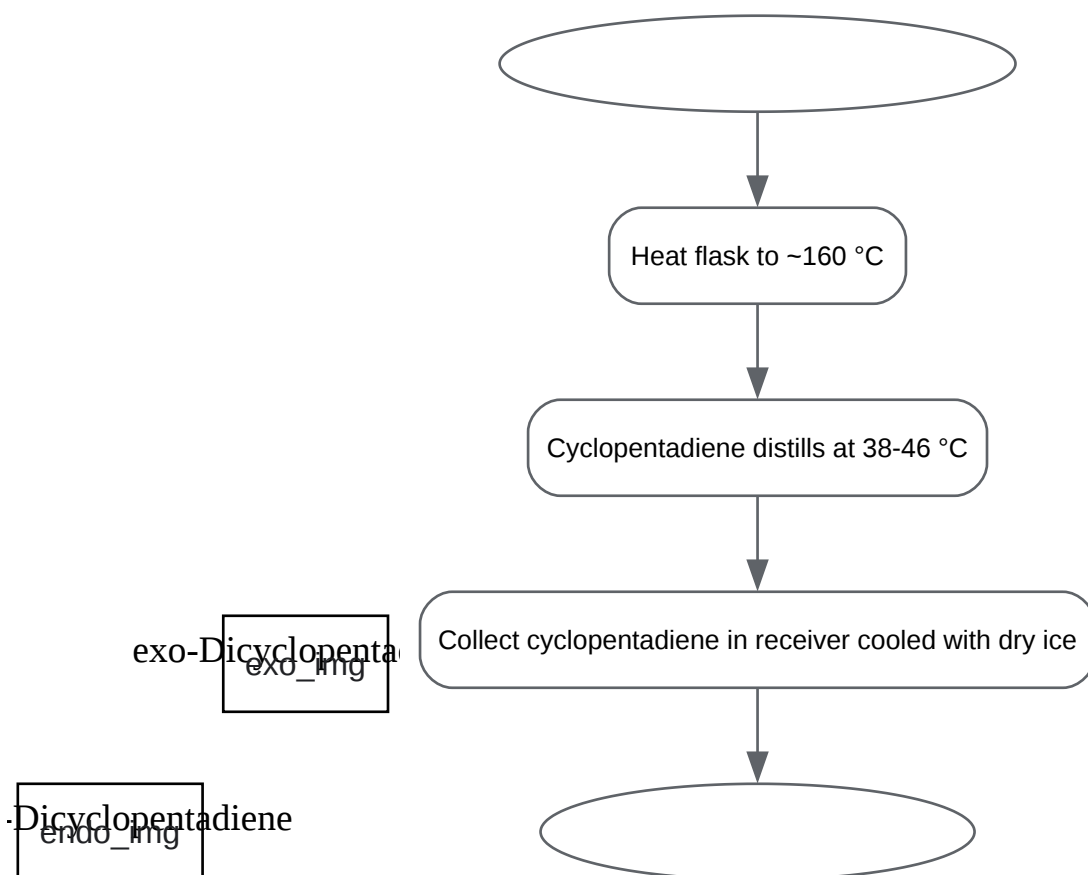 Heat flask to ~160 °C
Cyclopentadiene distills at 38-46 °C
Collect cyclopentadiene in receiver cooled with dry ice
exo-Dicyclopenta
exo_img
-Dicyclopentadiene
endo_img